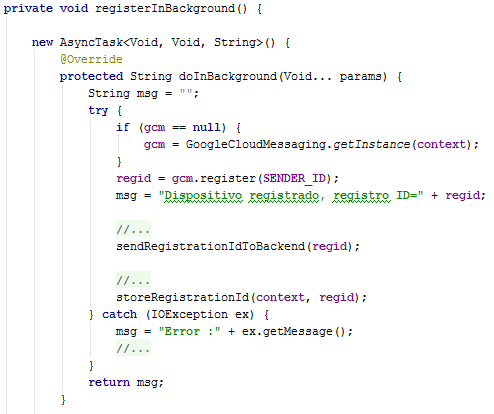 private void registerInBackground() {
new AsyncTask<Void, Void, String>() {
@Override
protected String doInBackground(Void... params) {
String msg = "";
try {
if (gcm == null) {
gcm = GoogleCloudMessaging.getInstance(context);
}
regid = gcm.register(SENDER_ID);
msg = "Dispositivo registrado, registro ID=" + regid;
//...
sendRegistrationIdToBackend(regid);
//...
storeRegistrationId(context, regid);
} catch (IOException ex) {
msg = "Error :" + ex.getMessage();
//...
}
return msg;
}